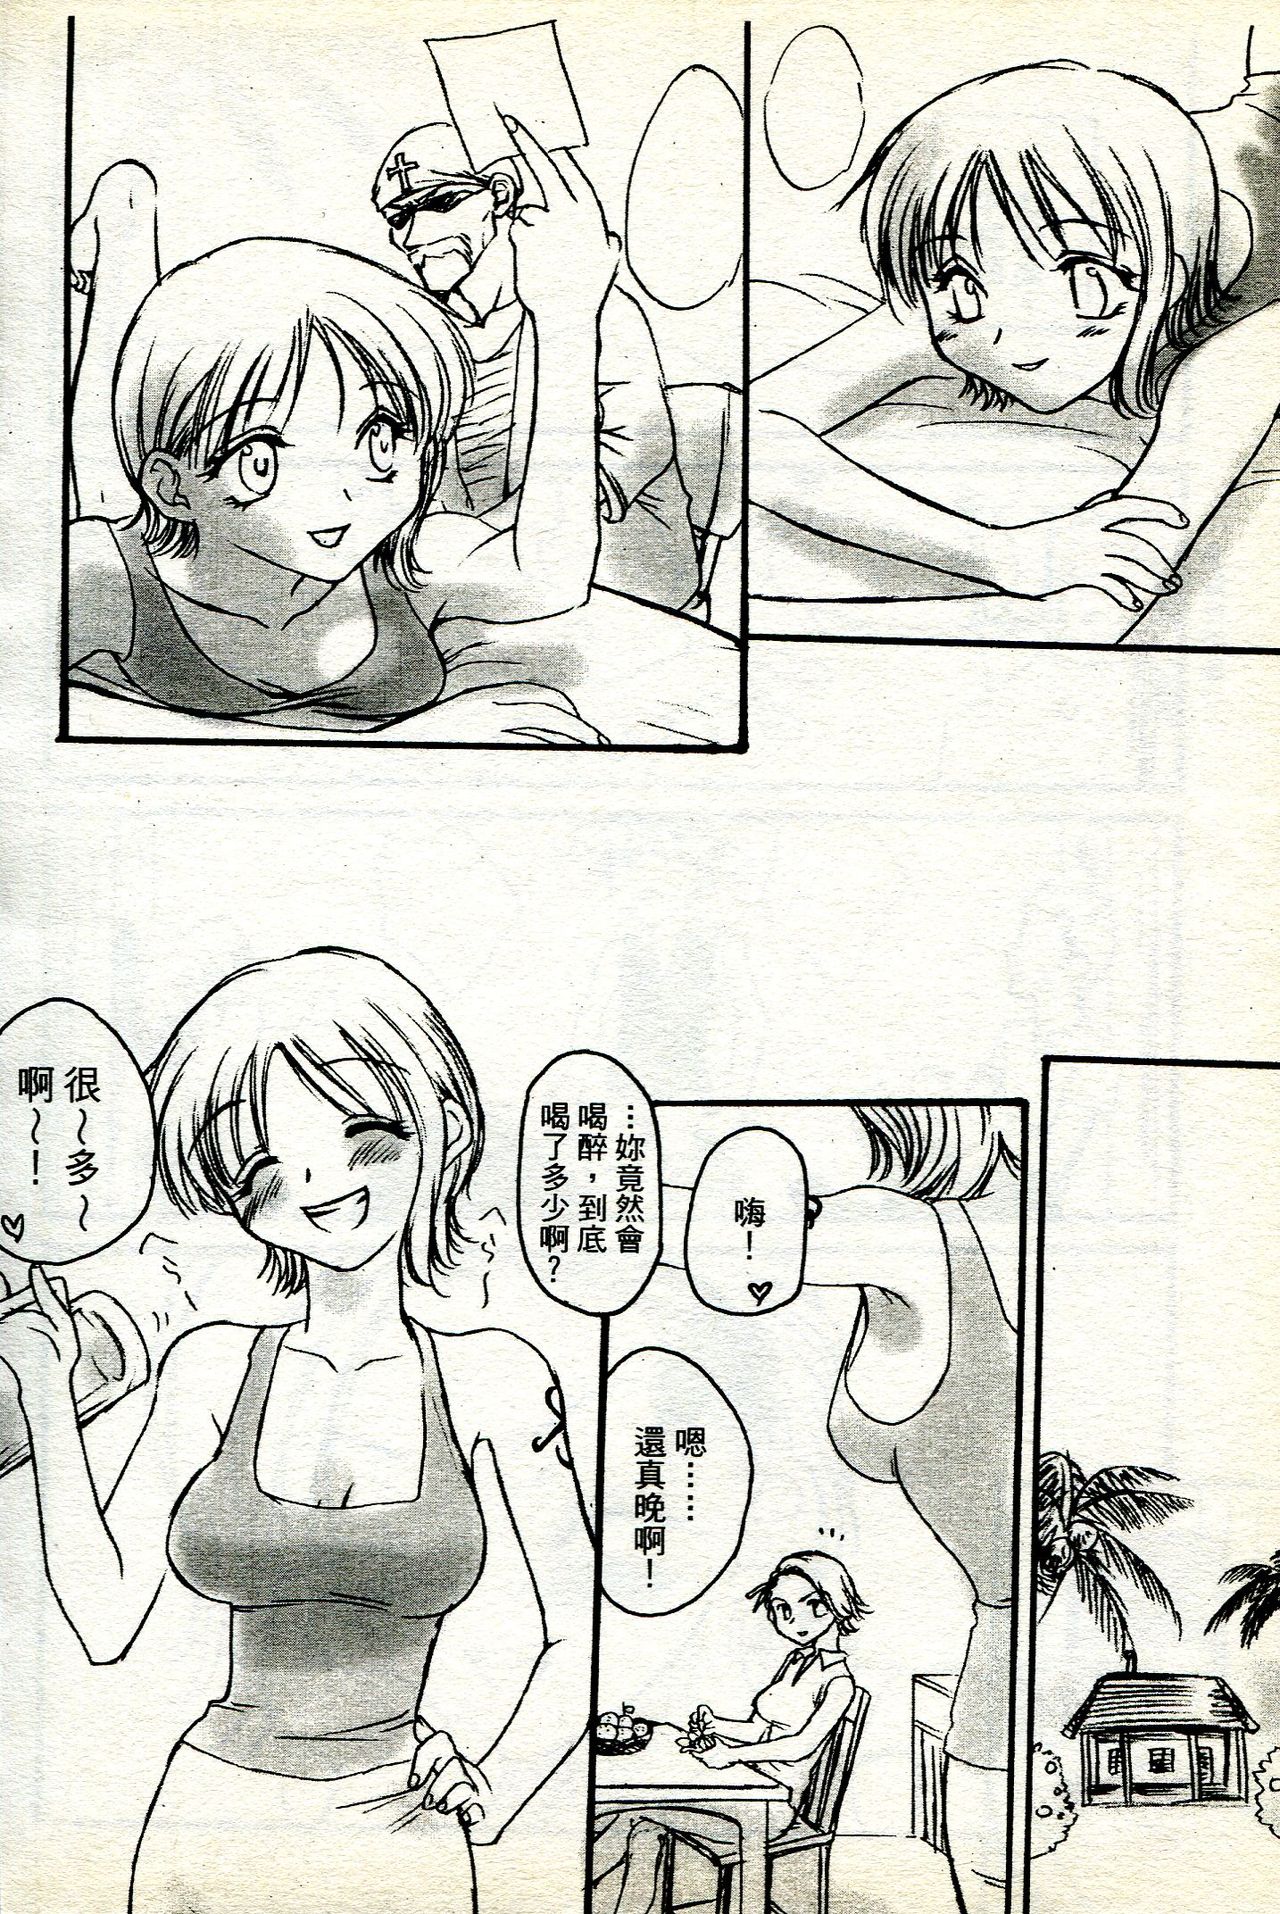 嗨！♡
嗯……
還真晚啊！
…妳竟然會
喝醉，到底
喝了多少啊？
很～多～
啊～！♡